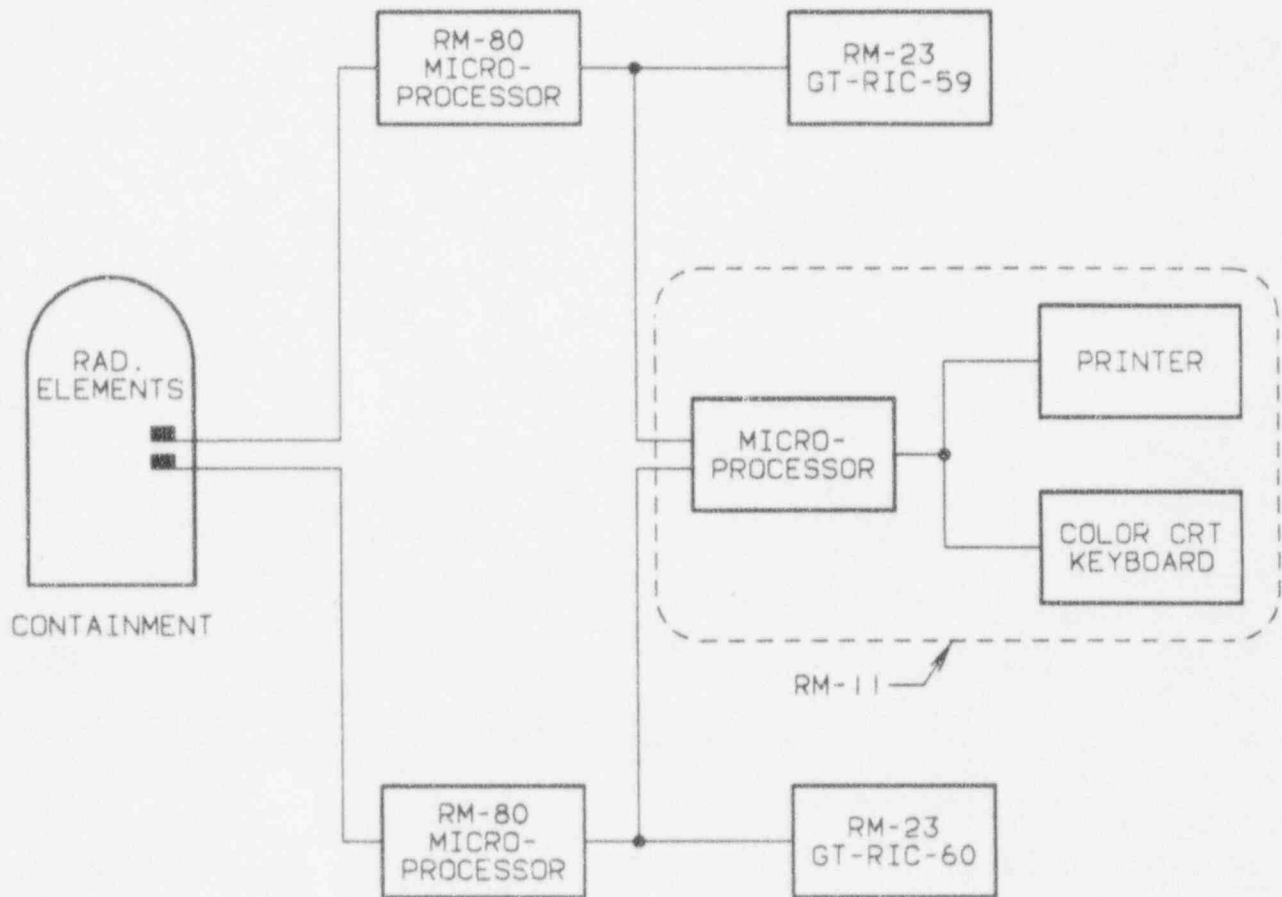 RM-80
MICRO-
PROCESSOR
RM-23
GT-RIC-59
RAD.
ELEMENTS
CONTAINMENT
MICRO-
PROCESSOR
PRINTER
COLOR CRT
KEYBOARD
RM-11
RM-80
MICRO-
PROCESSOR
RM-23
GT-RIC-60